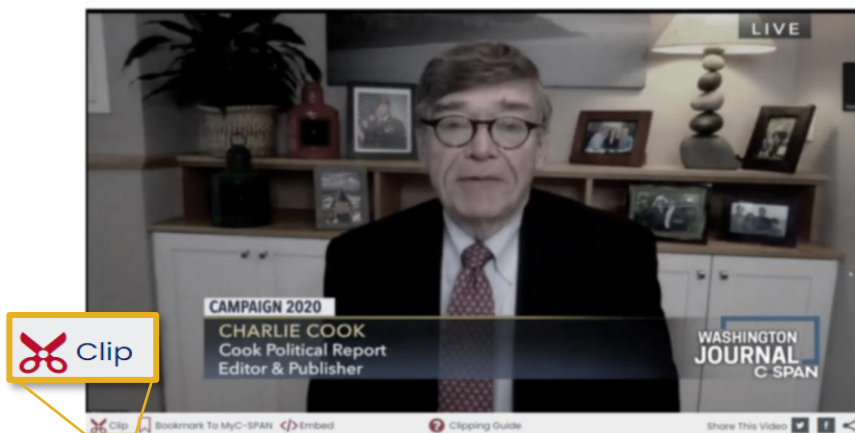 LIVE
CAMPAIGN 2020
CHARLIE COOK
Cook Political Report
Editor & Publisher
WASHINGTON
JOURNAL
C SPAN
Clip
Clip Bookmark To MyC-SPAN </> Embed ? Clipping Guide Share This Video